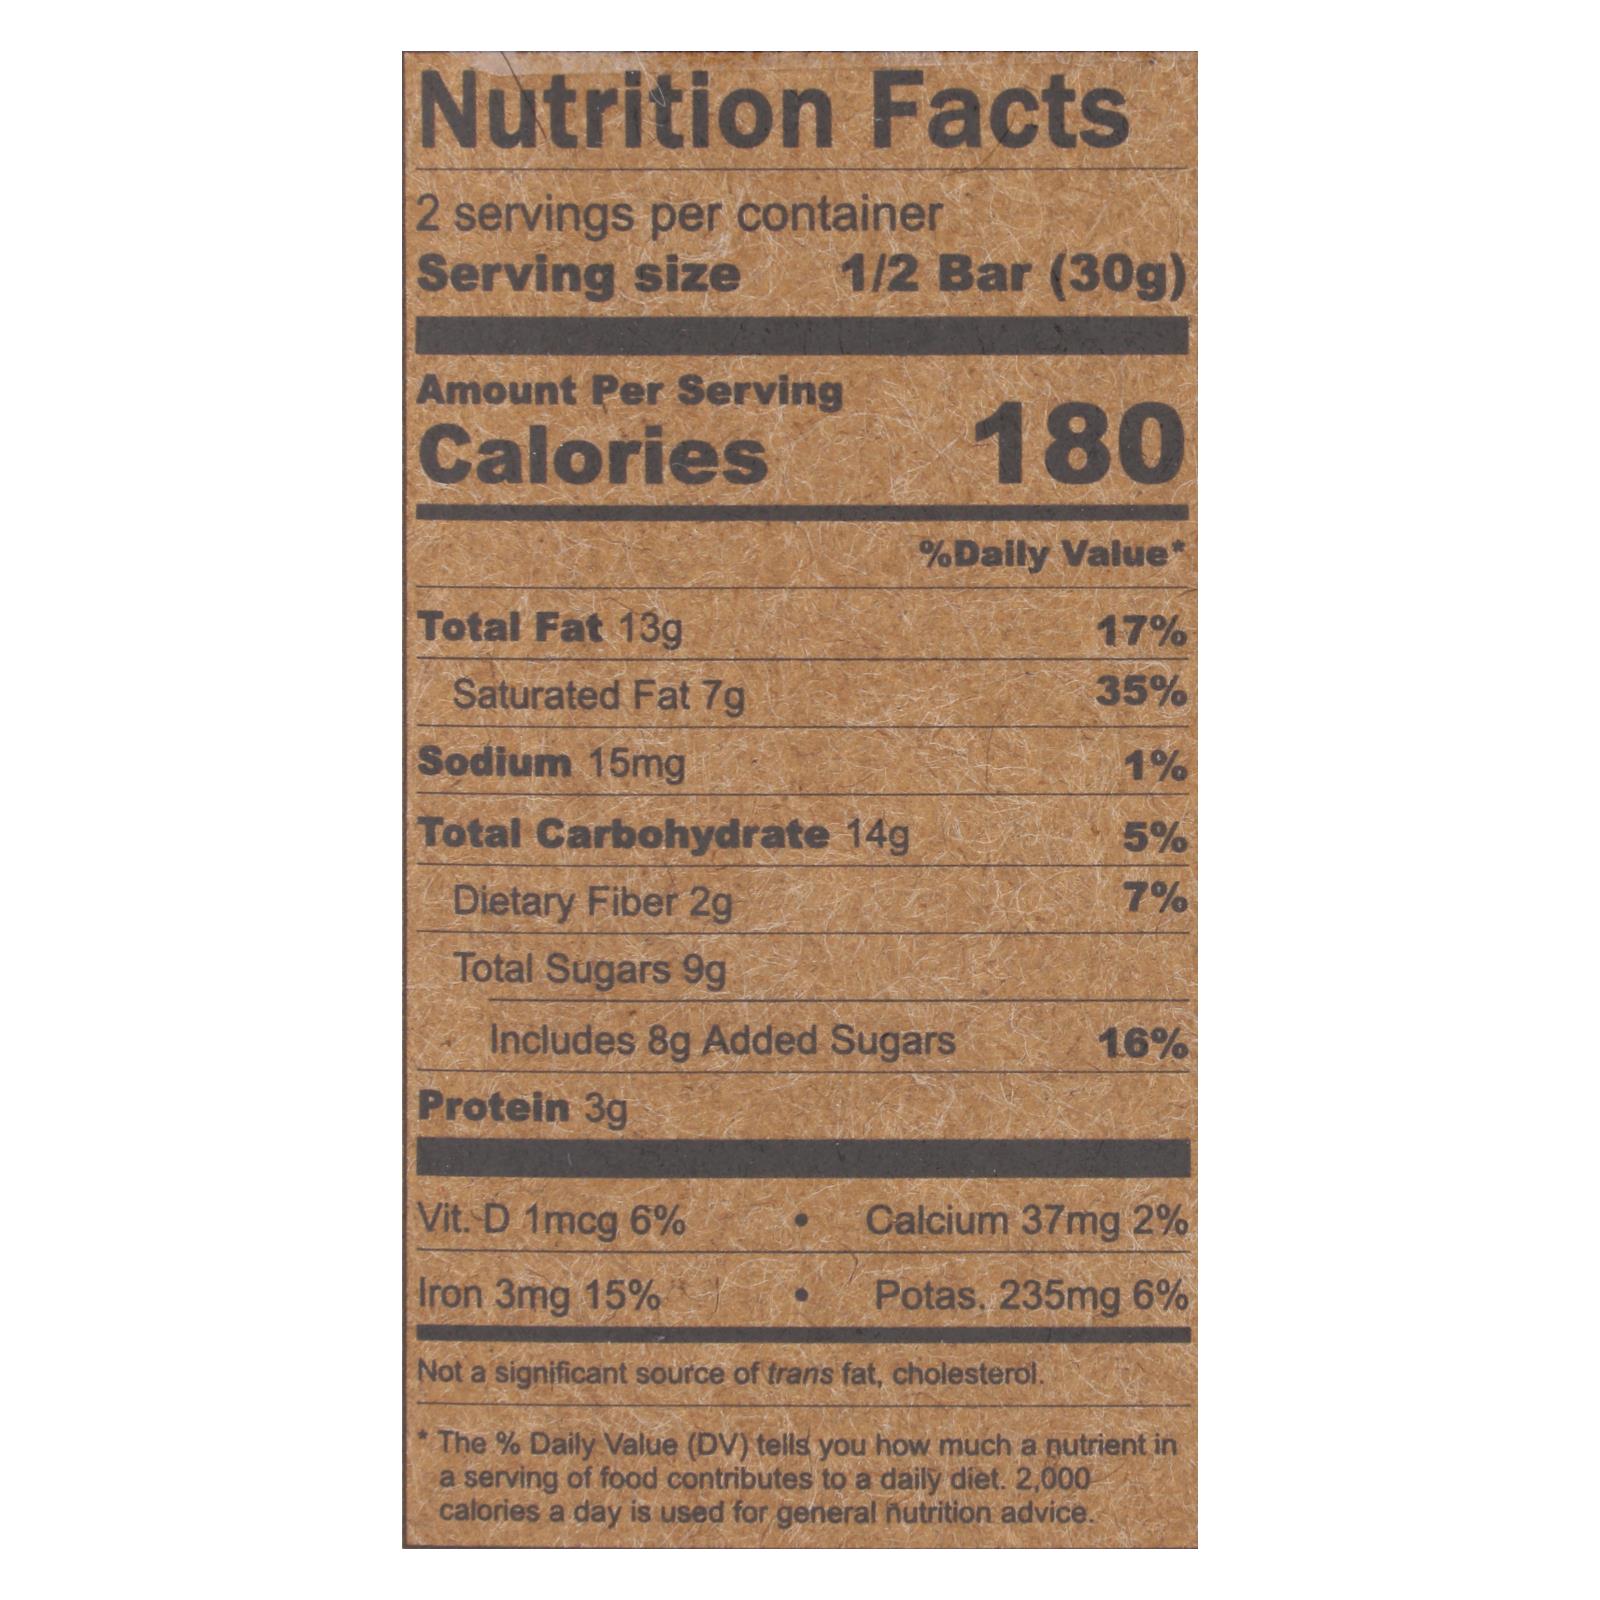 Nutrition Facts
2 servings per container
Serving size 1/2 Bar (30g)
Amount Per Serving
Calories 180
%Daily Value*
Total Fat 13g 17%
Saturated Fat 7g 35%
Sodium 15mg 1%
Total Carbohydrate 14g 5%
Dietary Fiber 2g 7%
Total Sugars 9g
Includes 8g Added Sugars 16%
Protein 3g
Vit. D 1mcg 6% • Calcium 37mg 2%
Iron 3mg 15% • Potas. 235mg 6%
Not a significant source of trans fat, cholesterol.
* The % Daily Value (DV) tells you how much a nutrient in
a serving of food contributes to a daily diet. 2,000
calories a day is used for general nutrition advice.